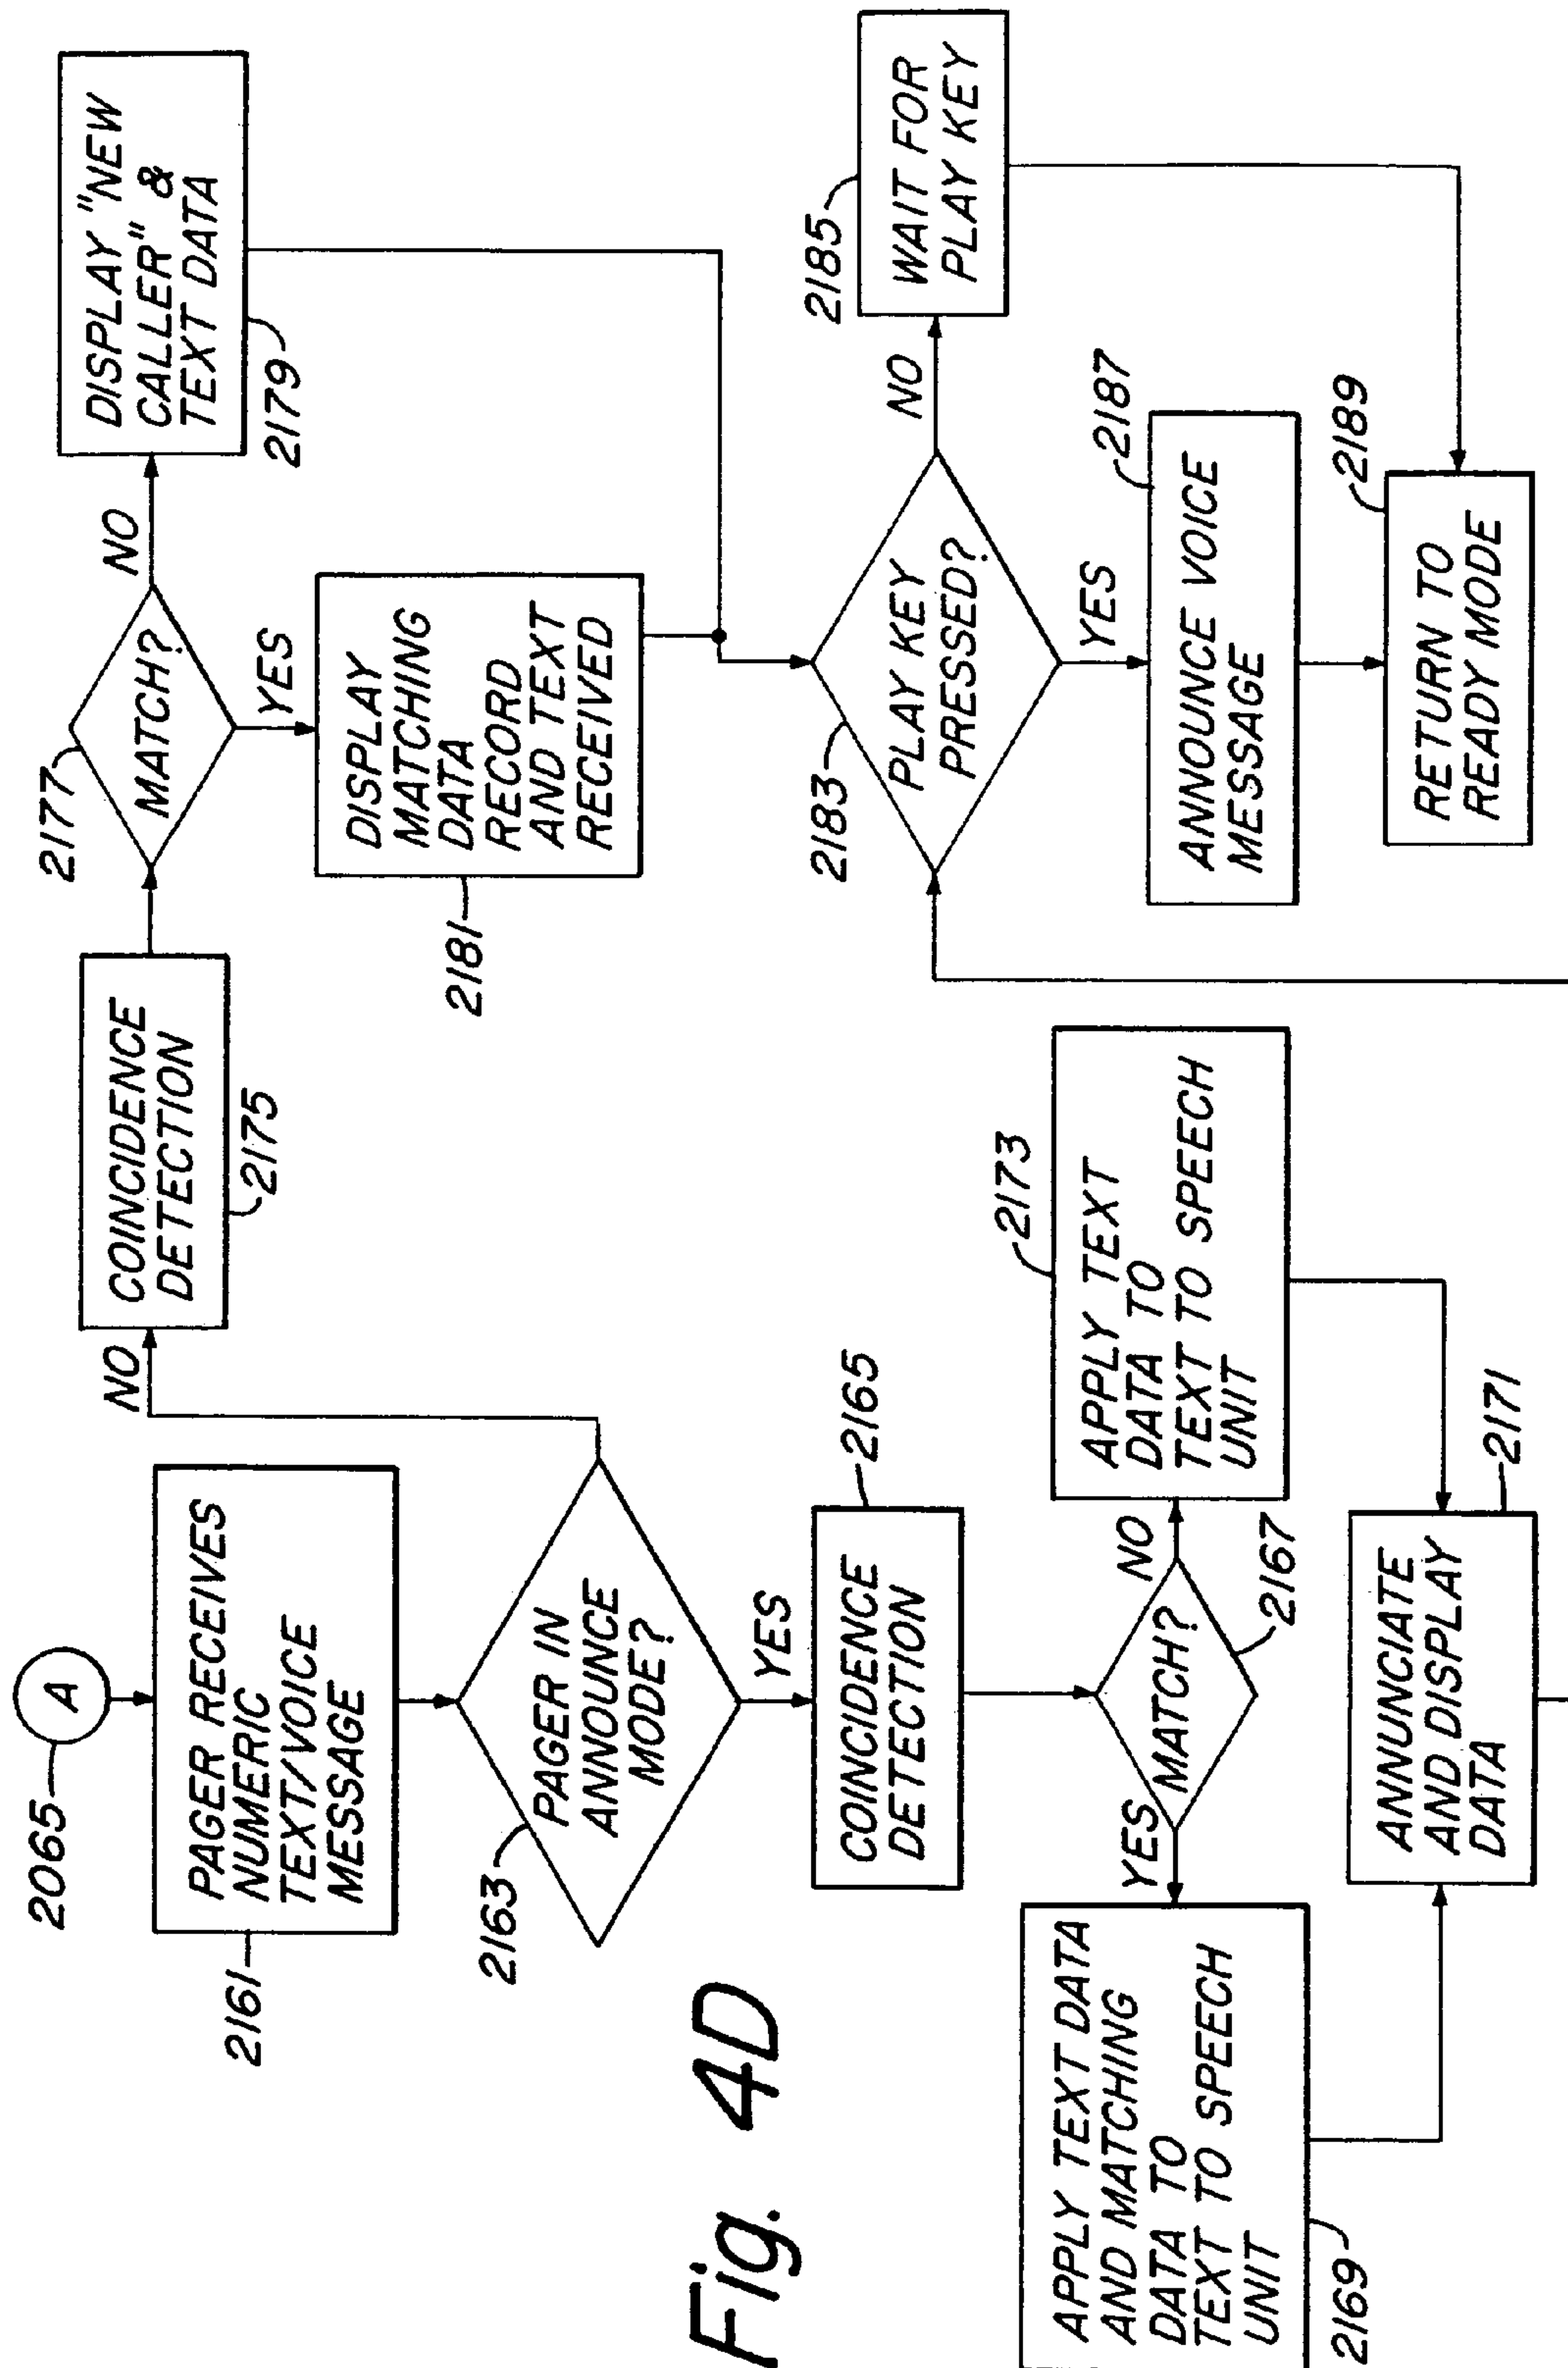 2065
A
2161
PAGER RECEIVES
NUMERIC
TEXT/VOICE
MESSAGE
2163
PAGER IN
ANNOUNCE
MODE?
NO
YES
COINCIDENCE
DETECTION
2165
YES
MATCH?
NO
2167
APPLY TEXT DATA
AND MATCHING
DATA TO
TEXT TO SPEECH
UNIT
2169
APPLY TEXT
DATA TO
TEXT TO SPEECH
UNIT
2173
ANNUNCIATE
AND DISPLAY
DATA
2171
COINCIDENCE
DETECTION
2175
2177
MATCH?
NO
YES
DISPLAY "NEW
CALLER" &
TEXT DATA
2179
DISPLAY
MATCHING
DATA
RECORD
AND TEXT
RECEIVED
2181
2183
PLAY KEY
PRESSED?
NO
YES
2185
WAIT FOR
PLAY KEY
2187
ANNOUNCE VOICE
MESSAGE
2189
RETURN TO
READY MODE
Fig. 4D